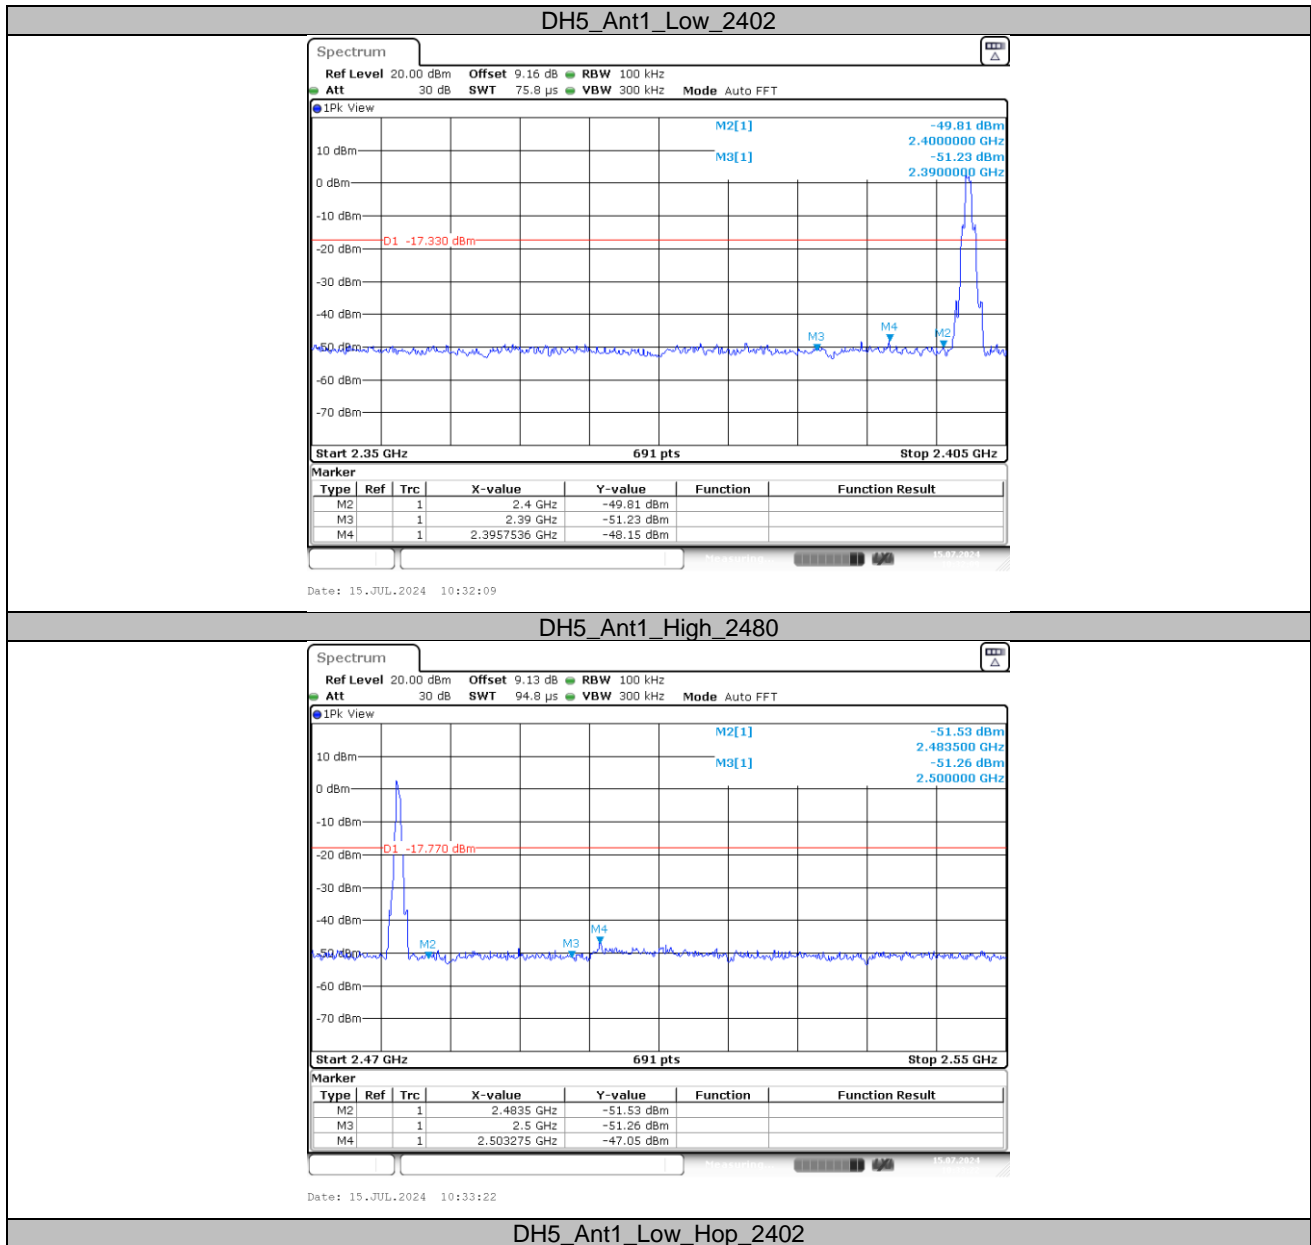 DH5_Ant1_Low_2402
Spectrum
Ref Level 20.00 dBm Offset 9.16 dB RBW 100 kHz
Att 30 dB SWT 75.8 µs VBW 300 kHz Mode Auto FFT
1Pk View
M2[1] -49.81 dBm
2.4000000 GHz
10 dBm
M3[1] -51.23 dBm
2.3900000 GHz
0 dBm
-10 dBm
D1 -17.330 dBm
-20 dBm
-30 dBm
-40 dBm
M3 M4 M2
-50 dBm
-60 dBm
-70 dBm
Start 2.35 GHz 691 pts Stop 2.405 GHz
Marker
Type Ref Trc X-value Y-value Function Function Result
M2 1 2.4 GHz -49.81 dBm
M3 1 2.39 GHz -51.23 dBm
M4 1 2.3957536 GHz -48.15 dBm
Measuring... 15.07.2024
Date: 15.JUL.2024 10:32:09
DH5_Ant1_High_2480
Spectrum
Ref Level 20.00 dBm Offset 9.13 dB RBW 100 kHz
Att 30 dB SWT 94.8 µs VBW 300 kHz Mode Auto FFT
1Pk View
M2[1] -51.53 dBm
2.483500 GHz
10 dBm
M3[1] -51.26 dBm
2.500000 GHz
0 dBm
-10 dBm
D1 -17.770 dBm
-20 dBm
-30 dBm
-40 dBm
M2 M3 M4
-50 dBm
-60 dBm
-70 dBm
Start 2.47 GHz 691 pts Stop 2.55 GHz
Marker
Type Ref Trc X-value Y-value Function Function Result
M2 1 2.4835 GHz -51.53 dBm
M3 1 2.5 GHz -51.26 dBm
M4 1 2.503275 GHz -47.05 dBm
Measuring... 15.07.2024
Date: 15.JUL.2024 10:33:22
DH5_Ant1_Low_Hop_2402